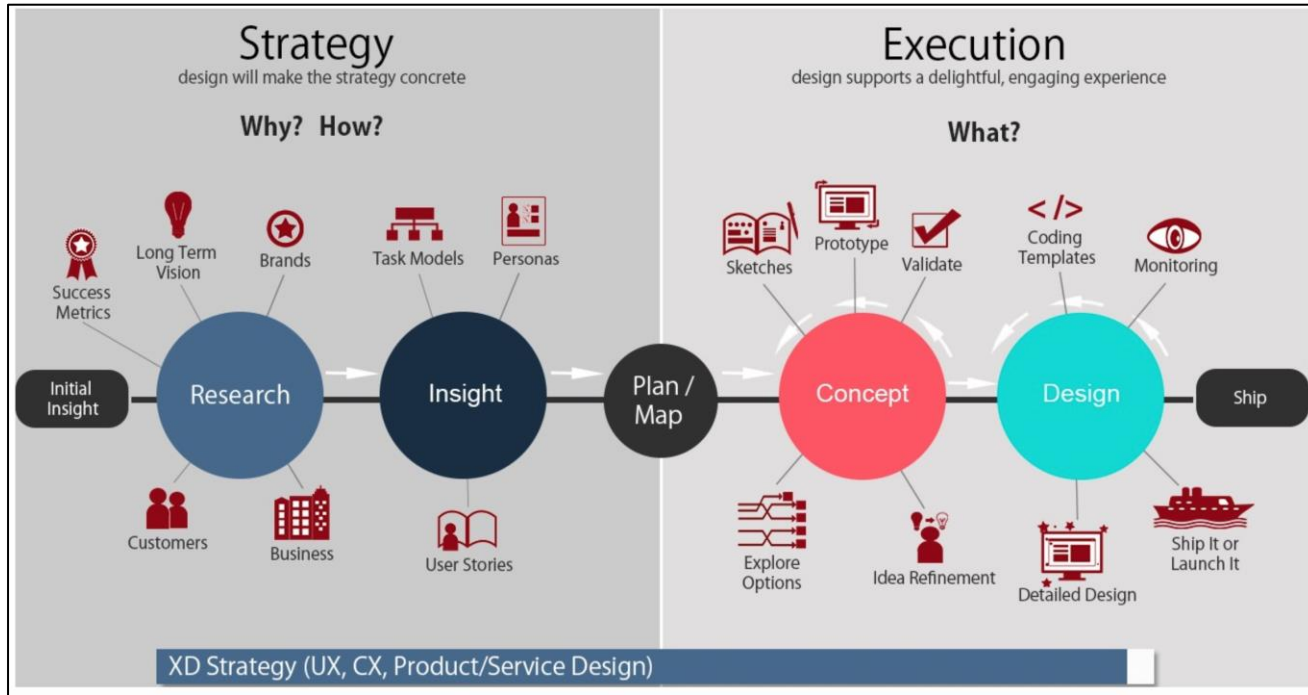 Strategy
design will make the strategy concrete
Why? How?
Execution
design supports a delightful, engaging experience
What?
Success
Metrics
Long Term
Vision
Brands
Task Models
Personas
Sketches
Prototype
Validate
</>
Coding
Templates
Monitoring
Initial
Insight
Research
Insight
Plan /
Map
Concept
Design
Ship
Customers
Business
User Stories
Explore
Options
Idea Refinement
Detailed Design
Ship It or
Launch It
XD Strategy (UX, CX, Product/Service Design)